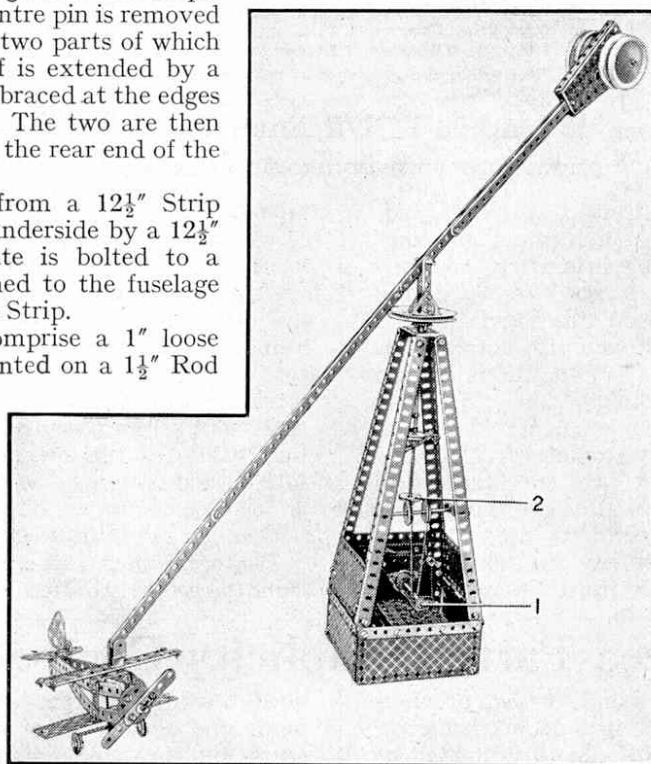 entre pin is removed
two parts of which
f is extended by a
braced at the edges
The two are then
the rear end of the
from a 12½″ Strip
nderside by a 12½″
te is bolted to a
ned to the fuselage
Strip.
omprise a 1″ loose
nted on a 1½″ Rod
2
1